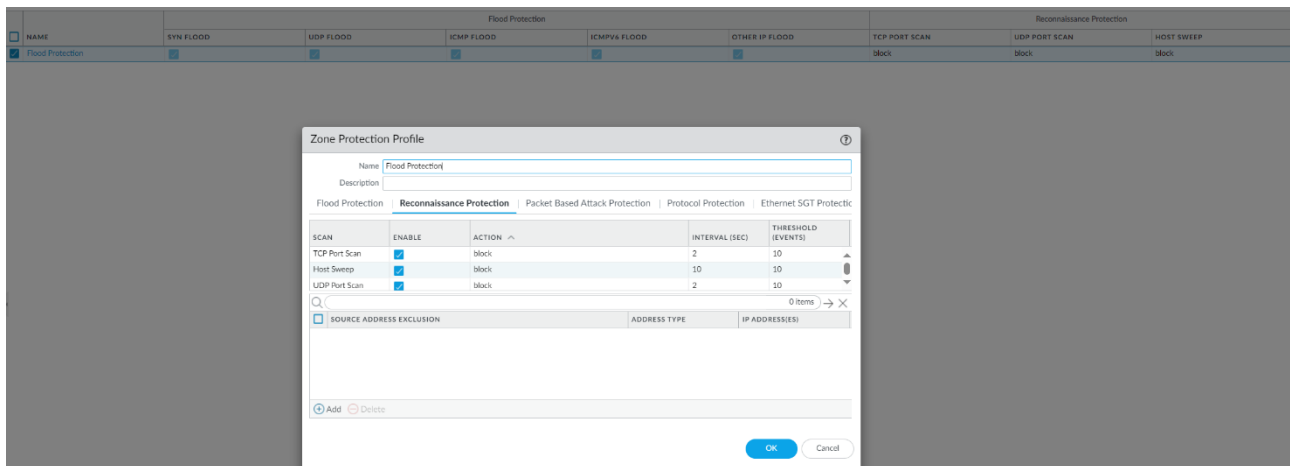 Flood Protection Reconnaissance Protection
NAME SYN FLOOD UDP FLOOD ICMP FLOOD ICMPV6 FLOOD OTHER IP FLOOD TCP PORT SCAN UDP PORT SCAN HOST SWEEP
Flood Protection block block block
Zone Protection Profile
Name Flood Protection
Description
Flood Protection | Reconnaissance Protection | Packet Based Attack Protection | Protocol Protection | Ethernet SGT Protectic
SCAN ENABLE ACTION INTERVAL (SEC) THRESHOLD (EVENTS)
TCP Port Scan block 2 10
Host Sweep block 10 10
UDP Port Scan block 2 10
0 items
SOURCE ADDRESS EXCLUSION ADDRESS TYPE IP ADDRESS(ES)
Add Delete
OK Cancel